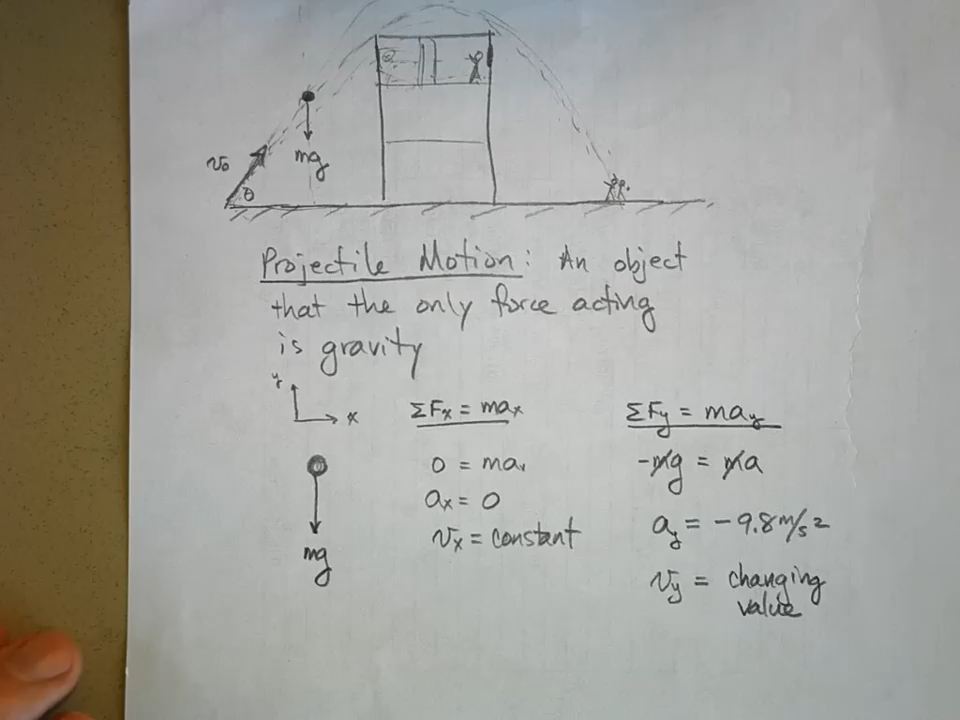 v₀
θ
mg
Projectile Motion: An object
that the only force acting
is gravity
y
x
ΣFx = max
0 = max
ax = 0
vx = constant
mg
ΣFy = may
-mg = ma
ay = -9.8 m/s2
vy = changing
value